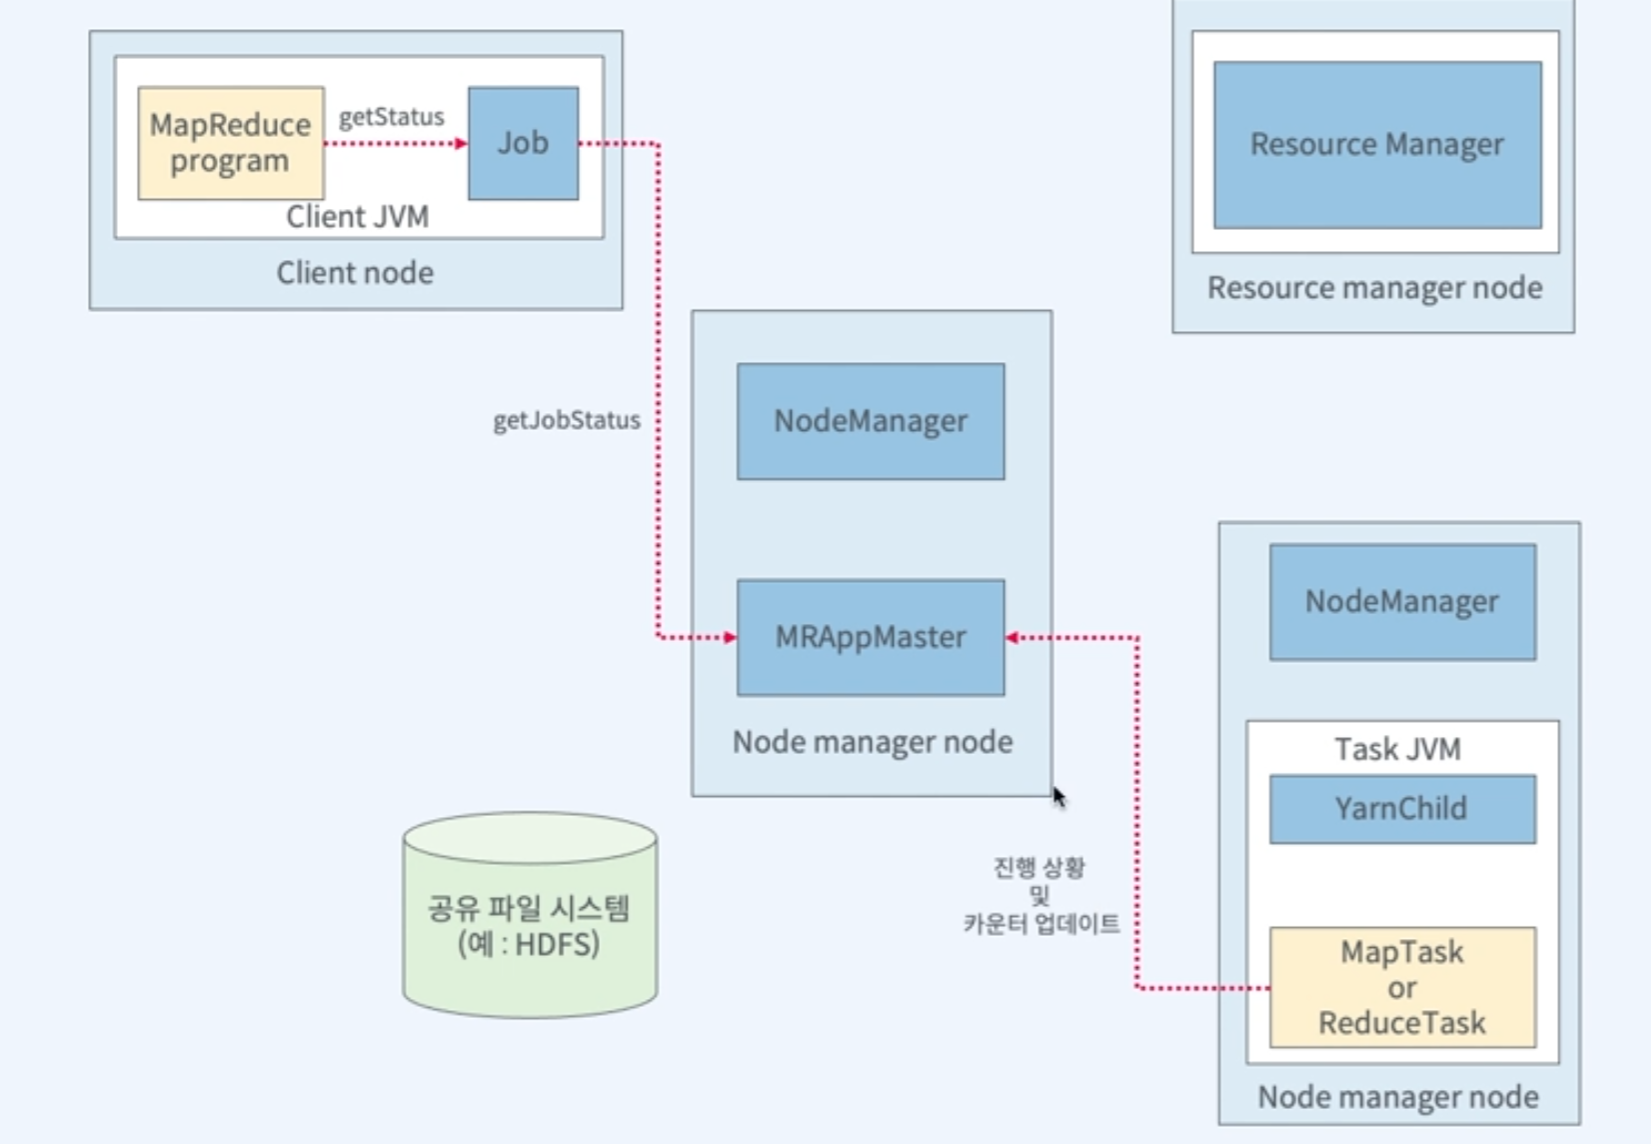 MapReduce
program
getStatus
Job
Client JVM
Client node
Resource Manager
Resource manager node
getJobStatus
NodeManager
MRAppMaster
Node manager node
진행 상황
및
카운터 업데이트
공유 파일 시스템
(예 : HDFS)
NodeManager
Task JVM
YarnChild
MapTask
or
ReduceTask
Node manager node